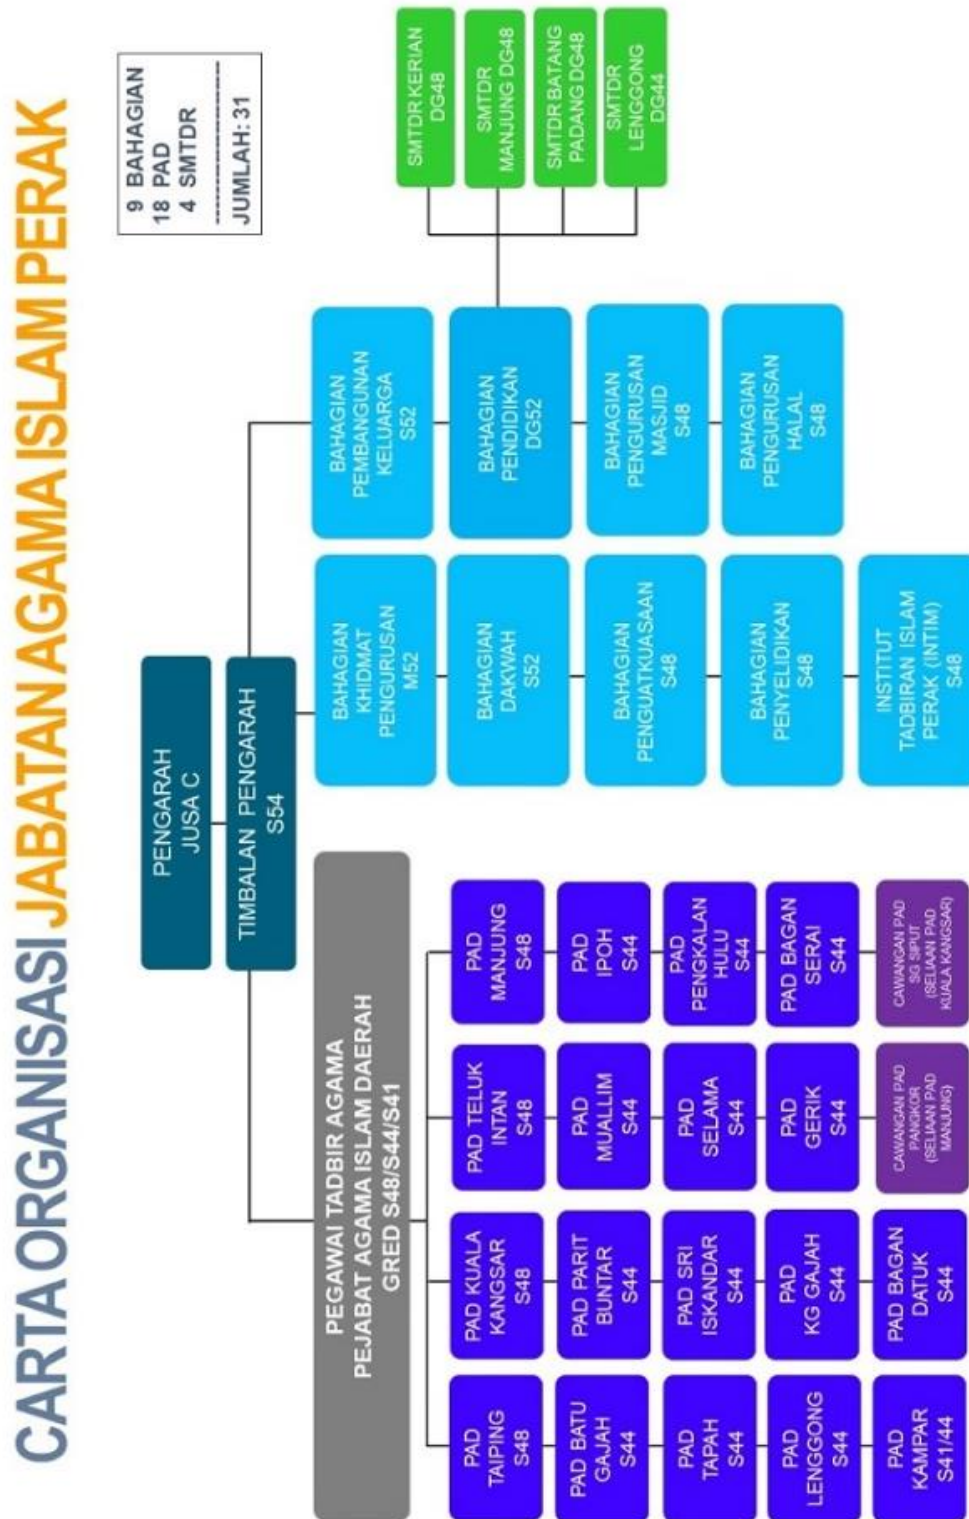 CARTA ORGANISASI JABATAN AGAMA ISLAM PERAK
9 BAHAGIAN
18 PAD
4 SMTDR
---------------------
JUMLAH: 31
PENGARAH
JUSA C
TIMBALAN PENGARAH
S54
PEGAWAI TADBIR AGAMA
PEJABAT AGAMA ISLAM DAERAH
GRED S48/S44/S41
PAD
TAIPING
S48
PAD KUALA
KANGSAR
S48
PAD TELUK
INTAN
S48
PAD
MANJUNG
S48
PAD BATU
GAJAH
S44
PAD PARIT
BUNTAR
S44
PAD
MUALLIM
S44
PAD
IPOH
S44
PAD
TAPAH
S44
PAD SRI
ISKANDAR
S44
PAD
SELAMA
S44
PAD
PENGKALAN
HULU
S44
PAD
LENGGONG
S44
PAD
KG GAJAH
S44
PAD
GERIK
S44
PAD BAGAN
SERAI
S44
PAD
KAMPAR
S41/44
PAD BAGAN
DATUK
S44
CAWANGAN PAD
PANGKOR
(SELIAAN PAD
MANJUNG)
CAWANGAN PAD
SG SIPUT
(SELIAN PAD
KUALA KANGSAR)
BAHAGIAN
KHIDMAT
PENGURUSAN
M52
BAHAGIAN
DAKWAH
S52
BAHAGIAN
PENGUATKUASAAN
S48
BAHAGIAN
PENYELIDIKAN
S48
INSTITUT
TADBIRAN ISLAM
PERAK (INTIM)
S48
BAHAGIAN
PEMBANGUNAN
KELUARGA
S52
BAHAGIAN
PENDIDIKAN
DG52
BAHAGIAN
PENGURUSAN
MASJID
S48
BAHAGIAN
PENGURUSAN
HALAL
S48
SMTDR KERIAN
DG48
SMTDR
MANJUNG DG48
SMTDR BATANG
PADANG DG48
SMTDR
LENGGONG
DG44